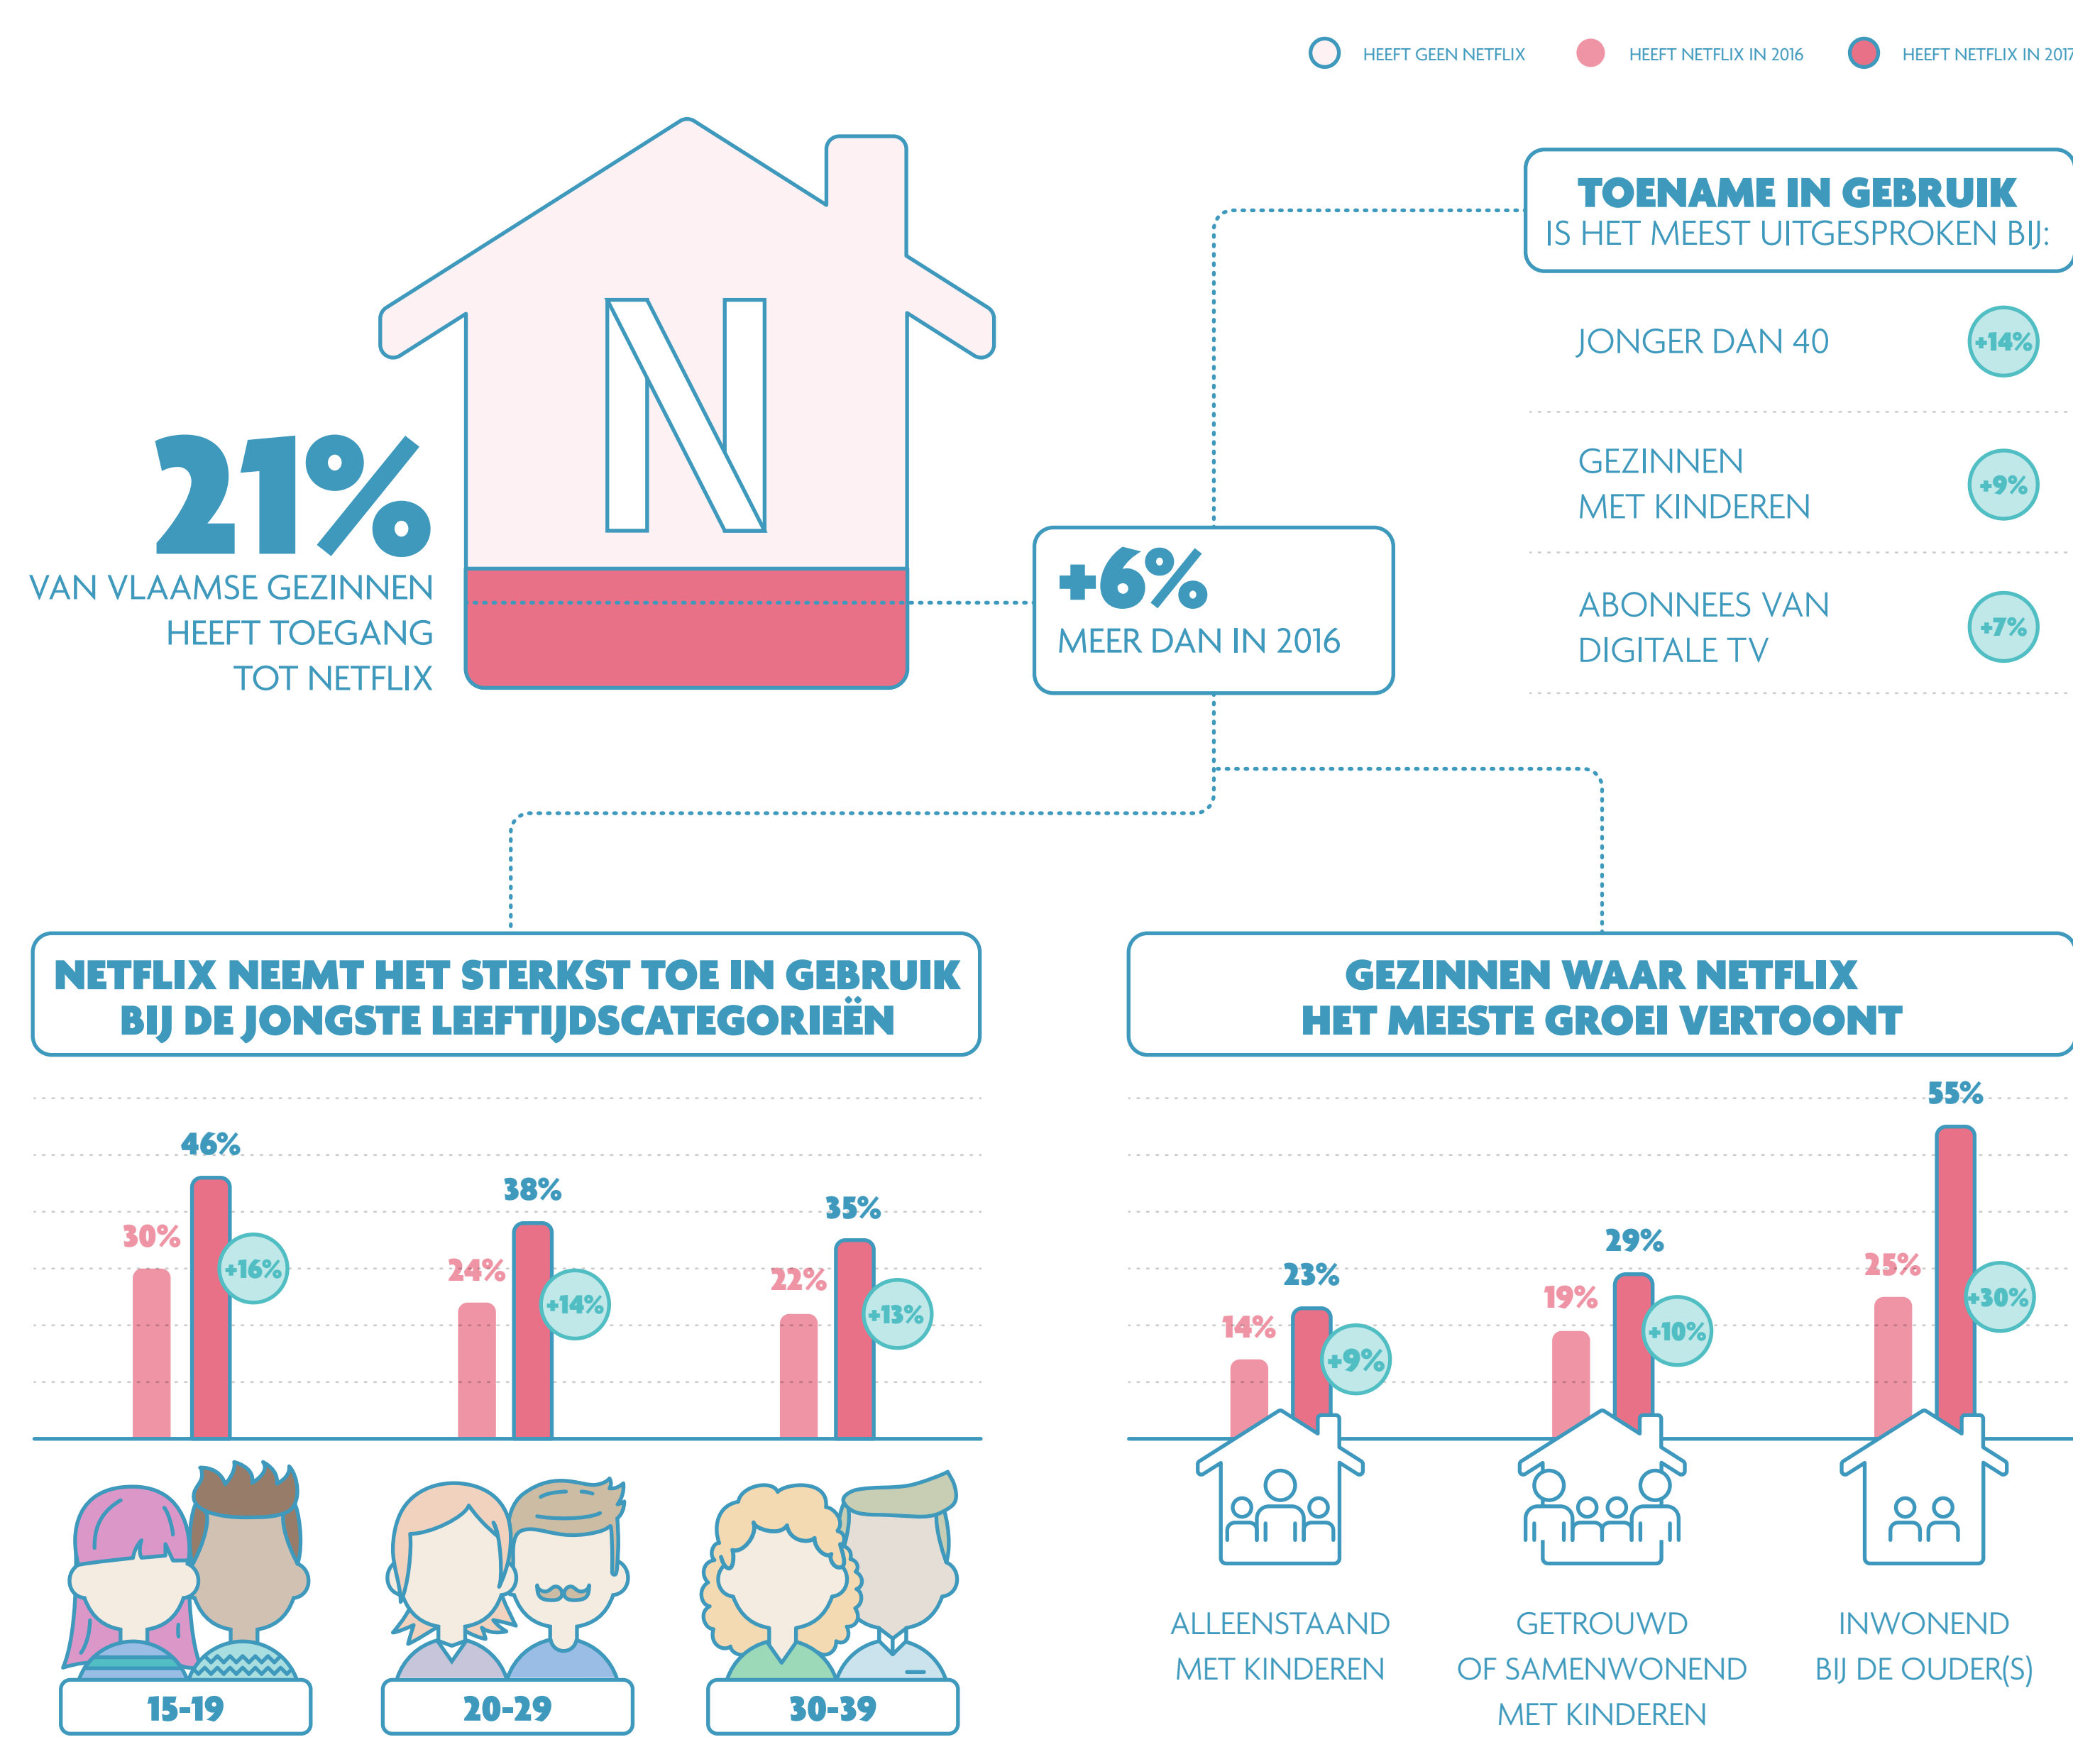 HEEFT GEEN NETFLIX
HEEFT NETFLIX IN 2016
HEEFT NETFLIX IN 2017
N
21%
VAN VLAAMSE GEZINNEN
HEEFT TOEGANG
TOT NETFLIX
+6%
MEER DAN IN 2016
TOENAME IN GEBRUIK
IS HET MEEST UITGESPROKEN BIJ:
JONGER DAN 40
+14%
GEZINNEN
MET KINDEREN
+9%
ABONNEES VAN
DIGITALE TV
+7%
NETFLIX NEEMT HET STERKST TOE IN GEBRUIK
BIJ DE JONGSTE LEEFTIJDSCATEGORIEËN
30%
46%
+16%
24%
38%
+14%
22%
35%
+13%
15-19
20-29
30-39
GEZINNEN WAAR NETFLIX
HET MEESTE GROEI VERTOONT
14%
23%
+9%
19%
29%
+10%
25%
55%
+30%
ALLEENSTAAND
MET KINDEREN
GETROUWD
OF SAMENWONEND
MET KINDEREN
INWONEND
BIJ DE OUDER(S)